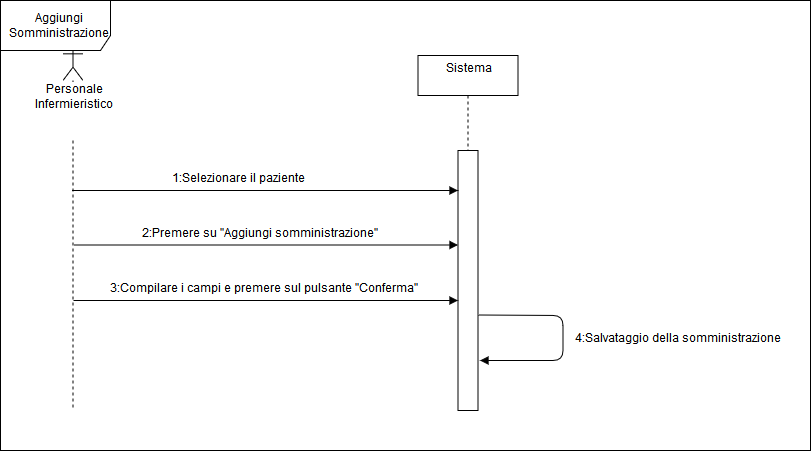 Aggiungi
Somministrazione
Personale
Infermieristico
Sistema
1:Selezionare il paziente
2:Premere su "Aggiungi somministrazione"
3:Compilare i campi e premere sul pulsante "Conferma"
4:Salvataggio della somministrazione